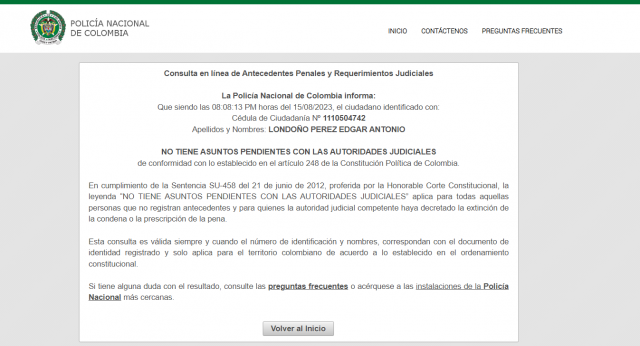 POLICÍA NACIONAL
DE COLOMBIA
INICIO CONTÁCTENOS PREGUNTAS FRECUENTES
Consulta en línea de Antecedentes Penales y Requerimientos Judiciales
La Policía Nacional de Colombia informa:
Que siendo las 08:08:13 PM horas del 15/08/2023, el ciudadano identificado con:
Cédula de Ciudadanía Nº 1110504742
Apellidos y Nombres: LONDOÑO PEREZ EDGAR ANTONIO
NO TIENE ASUNTOS PENDIENTES CON LAS AUTORIDADES JUDICIALES
de conformidad con lo establecido en el artículo 248 de la Constitución Política de Colombia.
En cumplimiento de la Sentencia SU-458 del 21 de junio de 2012, proferida por la Honorable Corte Constitucional, la
leyenda "NO TIENE ASUNTOS PENDIENTES CON LAS AUTORIDADES JUDICIALES" aplica para todas aquellas
personas que no registran antecedentes y para quienes la autoridad judicial competente haya decretado la extinción de
la condena o la prescripción de la pena.
Esta consulta es válida siempre y cuando el número de identificación y nombres, correspondan con el documento de
identidad registrado y solo aplica para el territorio colombiano de acuerdo a lo establecido en el ordenamiento
constitucional.
Si tiene alguna duda con el resultado, consulte las preguntas frecuentes o acérquese a las instalaciones de la Policía
Nacional más cercanas.
Volver al Inicio